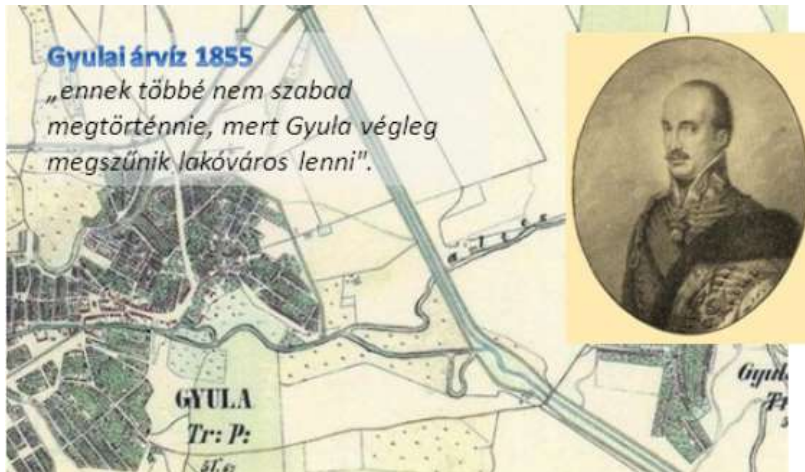 Gyulai árvíz 1855
„ennek többé nem szabad
megtörténnie, mert Gyula végleg
megszűnik lakóváros lenni".
GYULA
Tr: P: